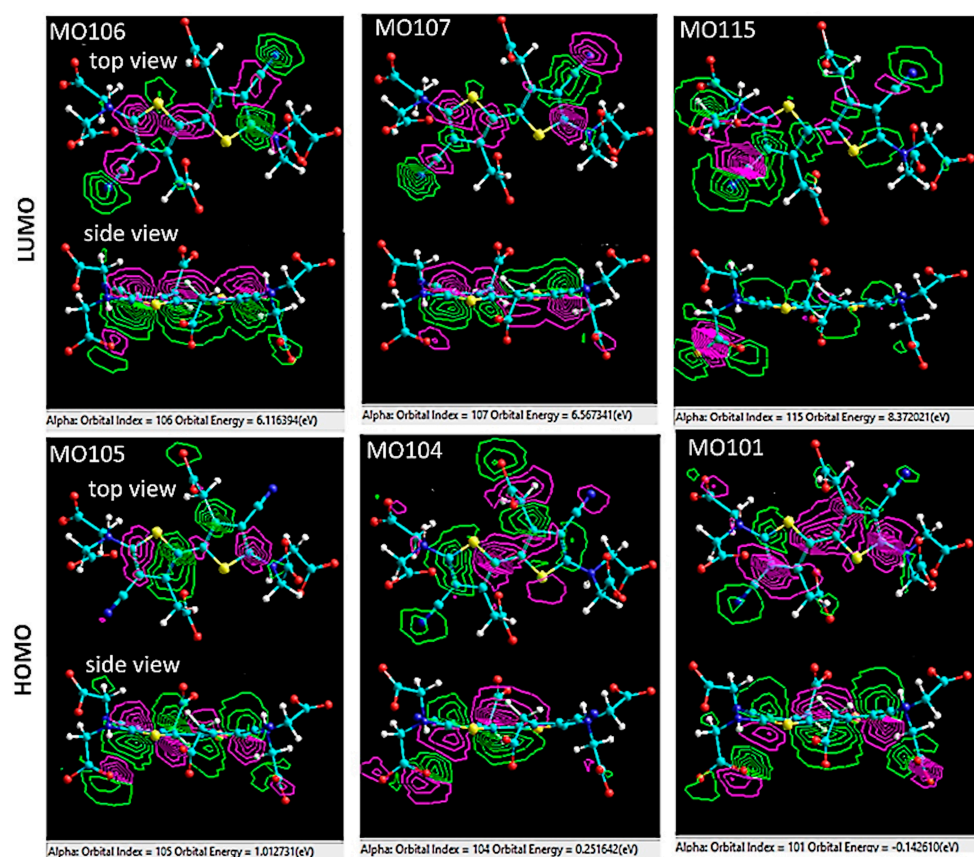 MO106
top view
MO107
MO115
LUMO
side view
Alpha: Orbital Index = 106 Orbital Energy = 6.116394(eV)
Alpha: Orbital Index = 107 Orbital Energy = 6.567341(eV)
Alpha: Orbital Index = 115 Orbital Energy = 8.372021(eV)
MO105
top view
MO104
MO101
HOMO
side view
Alpha: Orbital Index = 105 Orbital Energy = 1.012731(eV)
Alpha: Orbital Index = 104 Orbital Energy = 0.251642(eV)
Alpha: Orbital Index = 101 Orbital Energy = -0.142610(eV)